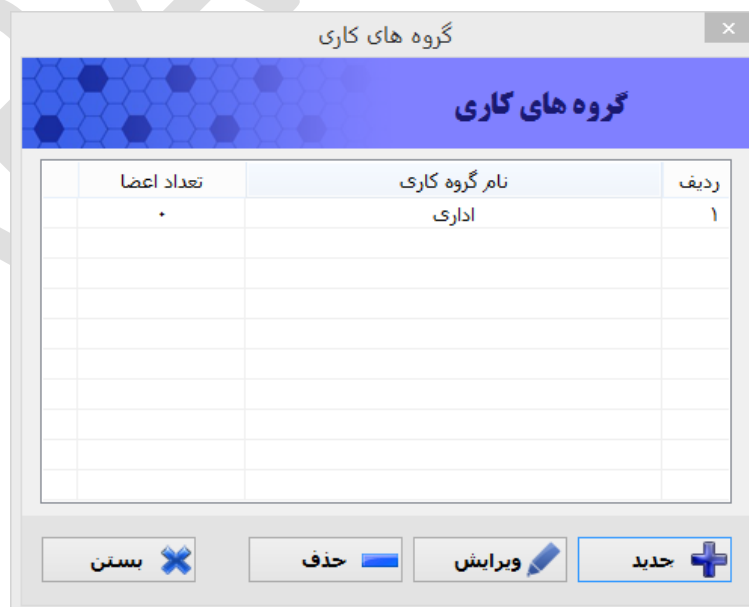 گروه های کاری
گروه های کاری
ردیف نام گروه کاری تعداد اعضا
۱ اداری ۰
جدید ویرایش حذف بستن